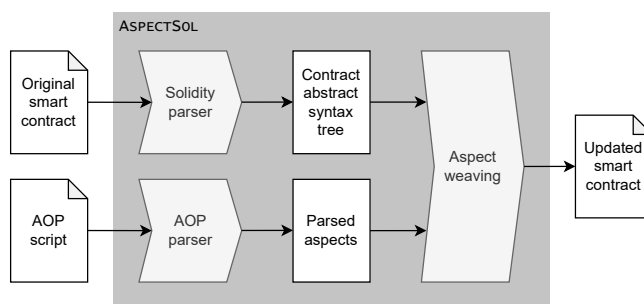 ASPECTSOL
Original
smart
contract
Solidity
parser
Contract
abstract
syntax
tree
Aspect
weaving
Updated
smart
contract
AOP
script
AOP
parser
Parsed
aspects